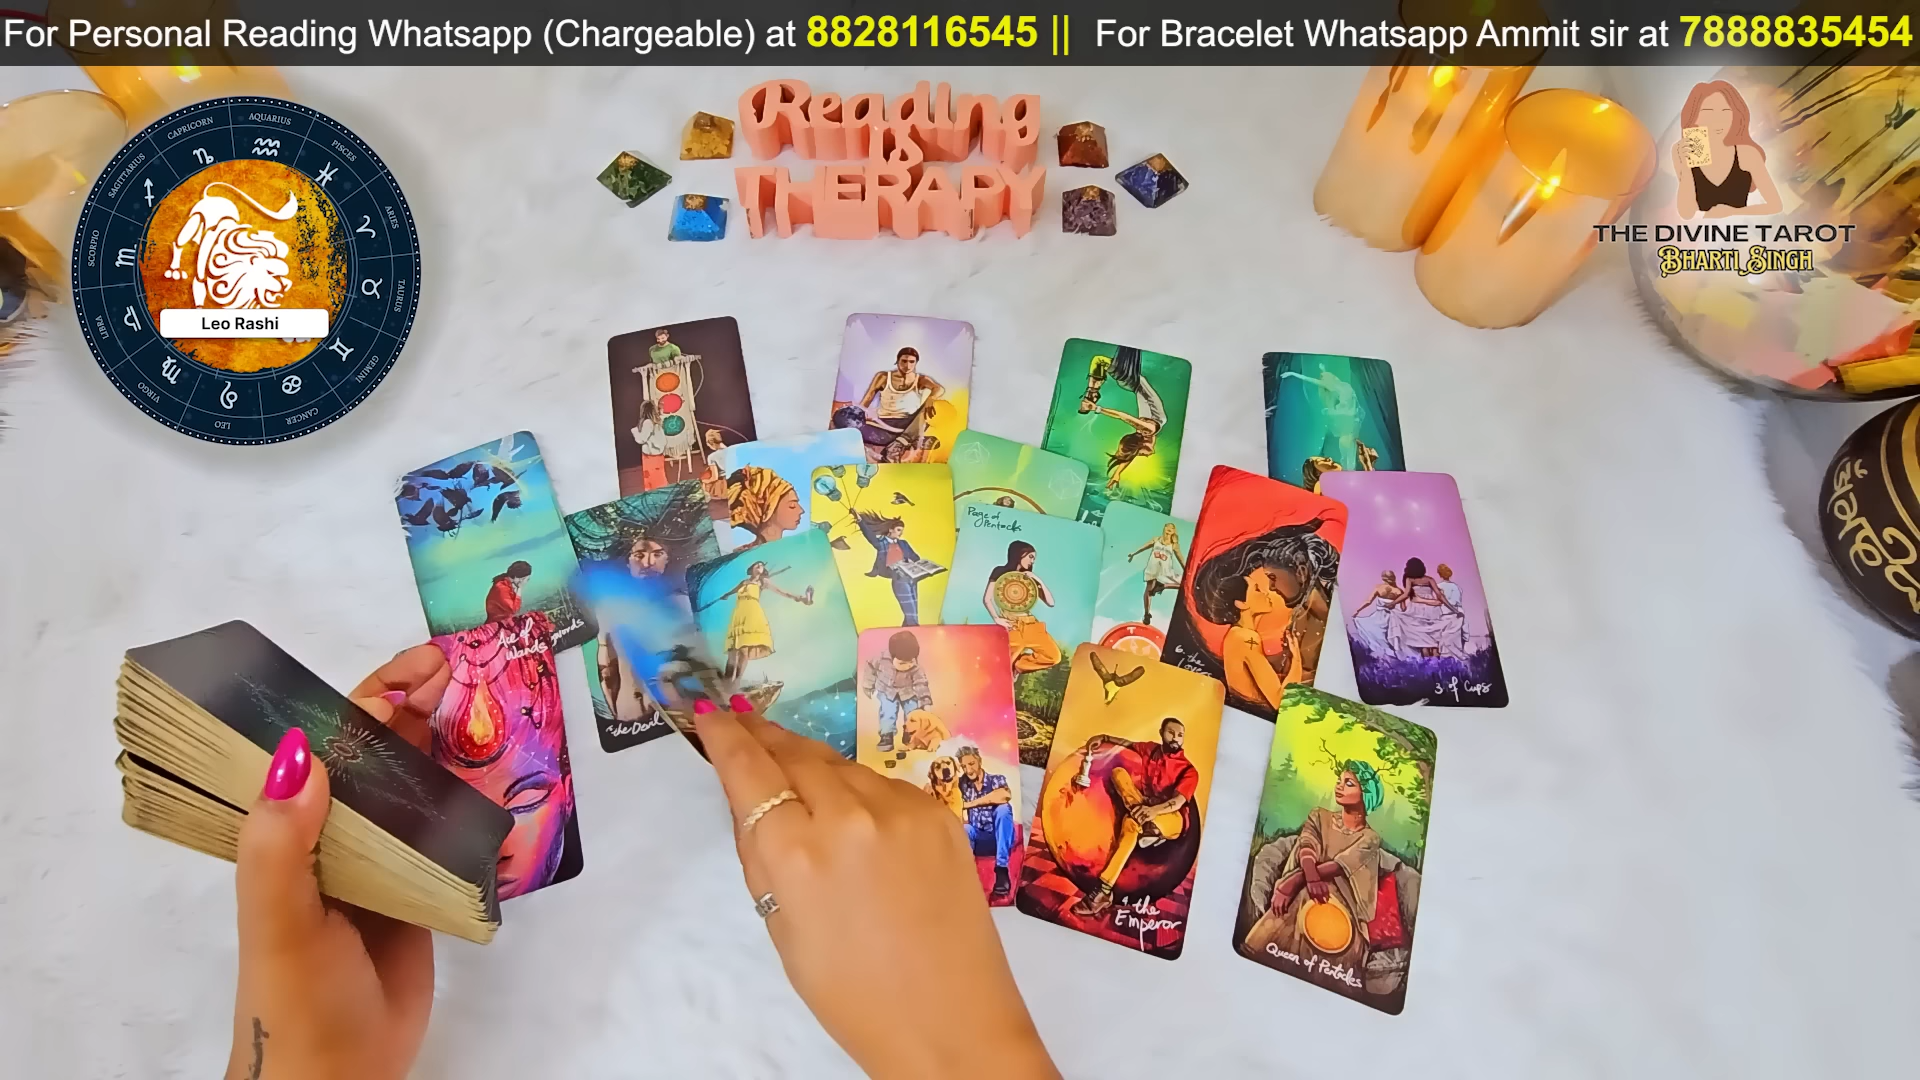 For Personal Reading Whatsapp (Chargeable) at 8828116545 || For Bracelet Whatsapp Ammit sir at 7888835454
Reading
is
THERAPY
THE DIVINE TAROT
BHARTI SINGH
AQUARIUS
PISCES
ARIES
TAURUS
GEMINI
CANCER
LEO
VIRGO
LIBRA
SCORPIO
SAGITTARIUS
CAPRICORN
Leo Rashi
Page of
Pentacles
Ace of
Wands
swords
the Devil
6. the
3 of Cups
4. the
Emperor
Queen of Pentacles